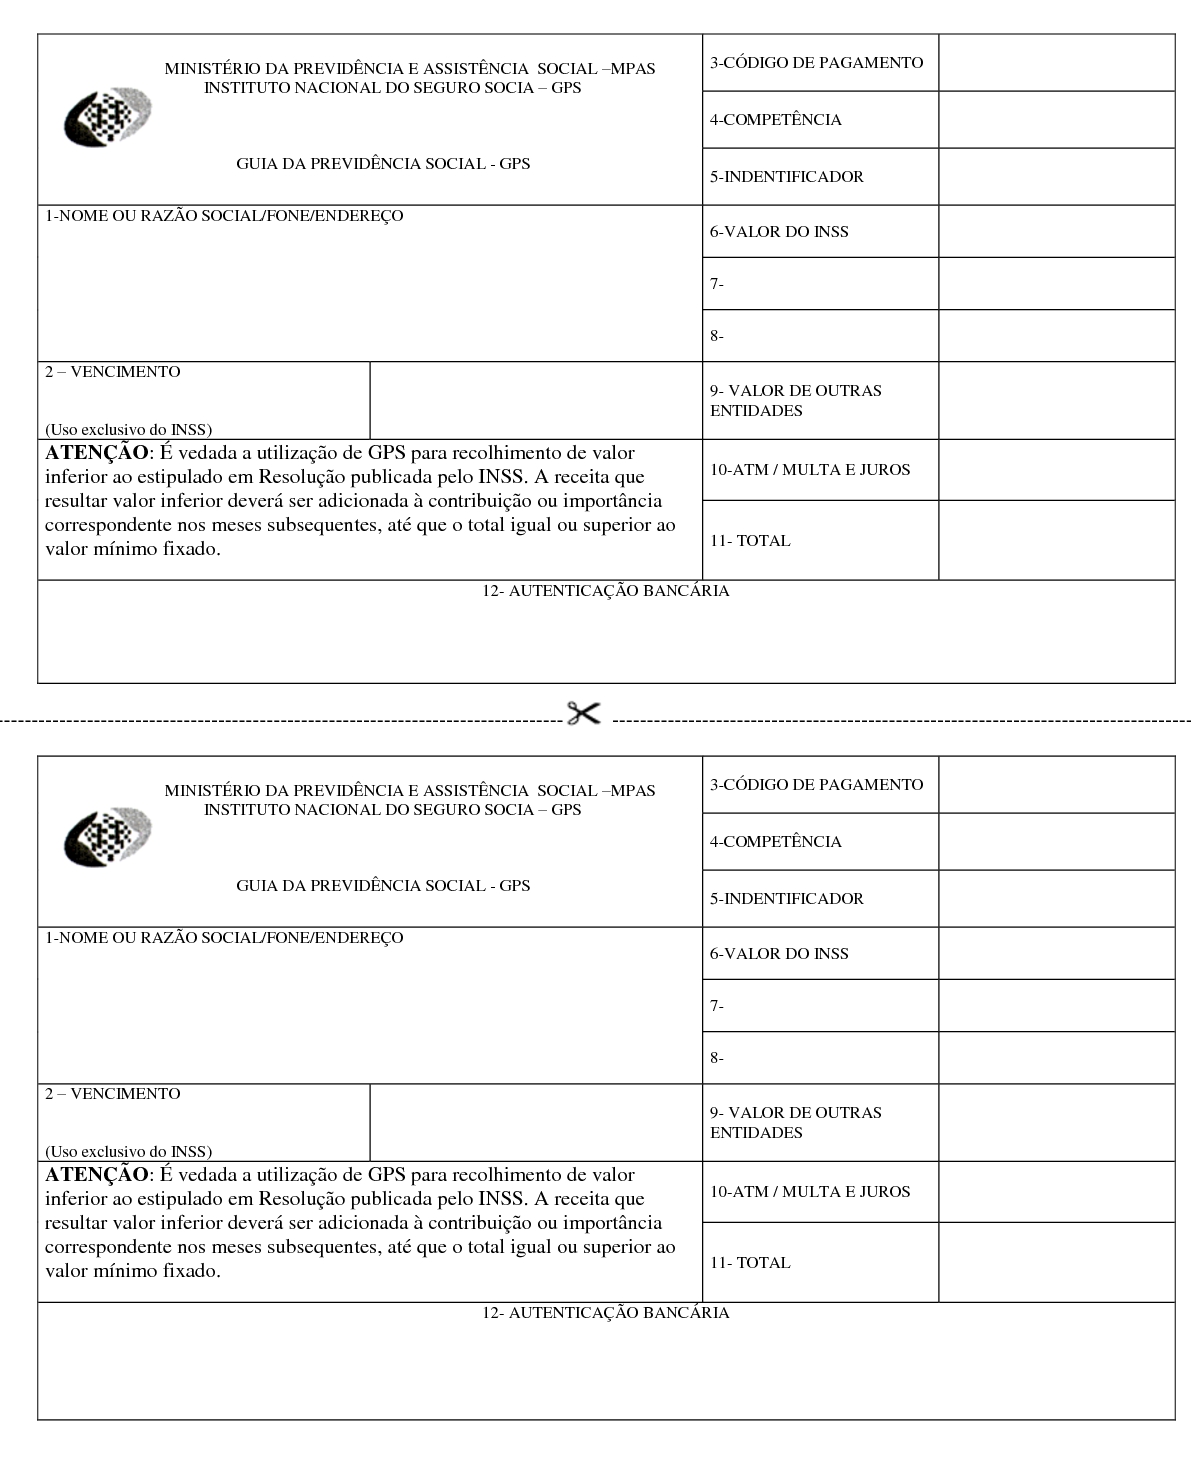 MINISTÉRIO DA PREVIDÊNCIA E ASSISTÊNCIA SOCIAL –MPAS
INSTITUTO NACIONAL DO SEGURO SOCIA – GPS
GUIA DA PREVIDÊNCIA SOCIAL - GPS
3-CÓDIGO DE PAGAMENTO
4-COMPETÊNCIA
5-INDENTIFICADOR
1-NOME OU RAZÃO SOCIAL/FONE/ENDEREÇO
6-VALOR DO INSS
7-
8-
2 – VENCIMENTO
(Uso exclusivo do INSS)
9- VALOR DE OUTRAS
ENTIDADES
ATENÇÃO: É vedada a utilização de GPS para recolhimento de valor
inferior ao estipulado em Resolução publicada pelo INSS. A receita que
resultar valor inferior deverá ser adicionada à contribuição ou importância
correspondente nos meses subsequentes, até que o total igual ou superior ao
valor mínimo fixado.
10-ATM / MULTA E JUROS
11- TOTAL
12- AUTENTICAÇÃO BANCÁRIA
MINISTÉRIO DA PREVIDÊNCIA E ASSISTÊNCIA SOCIAL –MPAS
INSTITUTO NACIONAL DO SEGURO SOCIA – GPS
GUIA DA PREVIDÊNCIA SOCIAL - GPS
3-CÓDIGO DE PAGAMENTO
4-COMPETÊNCIA
5-INDENTIFICADOR
1-NOME OU RAZÃO SOCIAL/FONE/ENDEREÇO
6-VALOR DO INSS
7-
8-
2 – VENCIMENTO
(Uso exclusivo do INSS)
9- VALOR DE OUTRAS
ENTIDADES
ATENÇÃO: É vedada a utilização de GPS para recolhimento de valor
inferior ao estipulado em Resolução publicada pelo INSS. A receita que
resultar valor inferior deverá ser adicionada à contribuição ou importância
correspondente nos meses subsequentes, até que o total igual ou superior ao
valor mínimo fixado.
10-ATM / MULTA E JUROS
11- TOTAL
12- AUTENTICAÇÃO BANCÁRIA